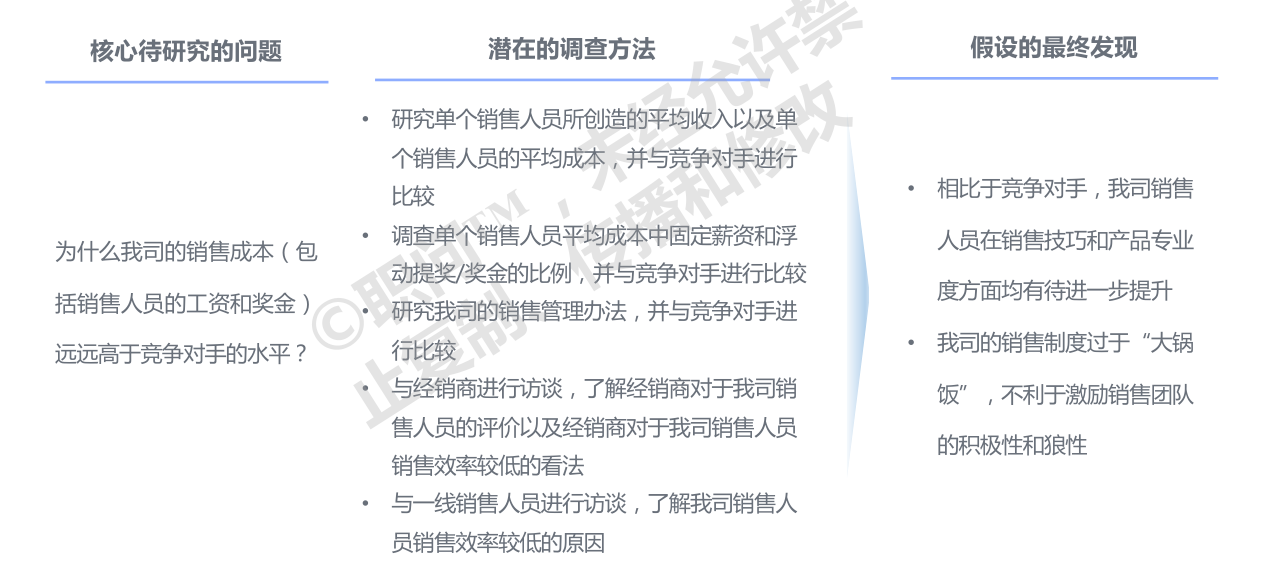 核心待研究的问题
潜在的调查方法
假设的最终发现
为什么我司的销售成本（包
括销售人员的工资和奖金）
远远高于竞争对手的水平？
• 研究单个销售人员所创造的平均收入以及单
个销售人员的平均成本，并与竞争对手进行
比较
• 调查单个销售人员平均成本中固定薪资和浮
动提奖/奖金的比例，并与竞争对手进行比较
• 研究我司的销售管理办法，并与竞争对手进
行比较
• 与经销商进行访谈，了解经销商对于我司销
售人员的评价以及经销商对于我司销售人员
销售效率较低的看法
• 与一线销售人员进行访谈，了解我司销售人
员销售效率较低的原因
• 相比于竞争对手，我司销售
人员在销售技巧和产品专业
度方面均有待进一步提升
• 我司的销售制度过于“大锅
饭”，不利于激励销售团队
的积极性和狼性
©职问™，未经允许禁
止复制、传播和修改